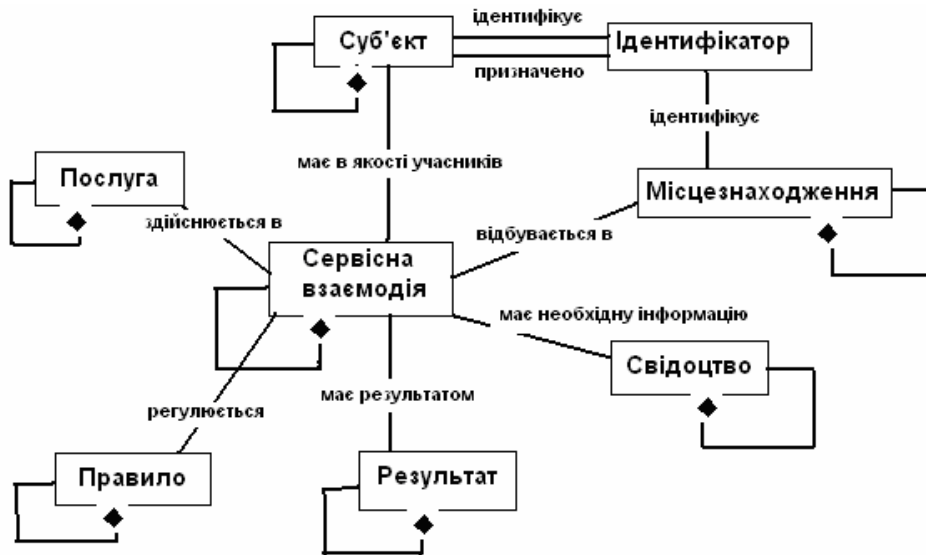 ідентифікує
Суб'єкт
Ідентифікатор
призначено
ідентифікує
має в якості учасників
Послуга
Місцезнаходження
здійснюється в
відбувається в
Сервісна
взаємодія
має необхідну інформацію
Свідоцтво
має результатом
регулюється
Правило
Результат